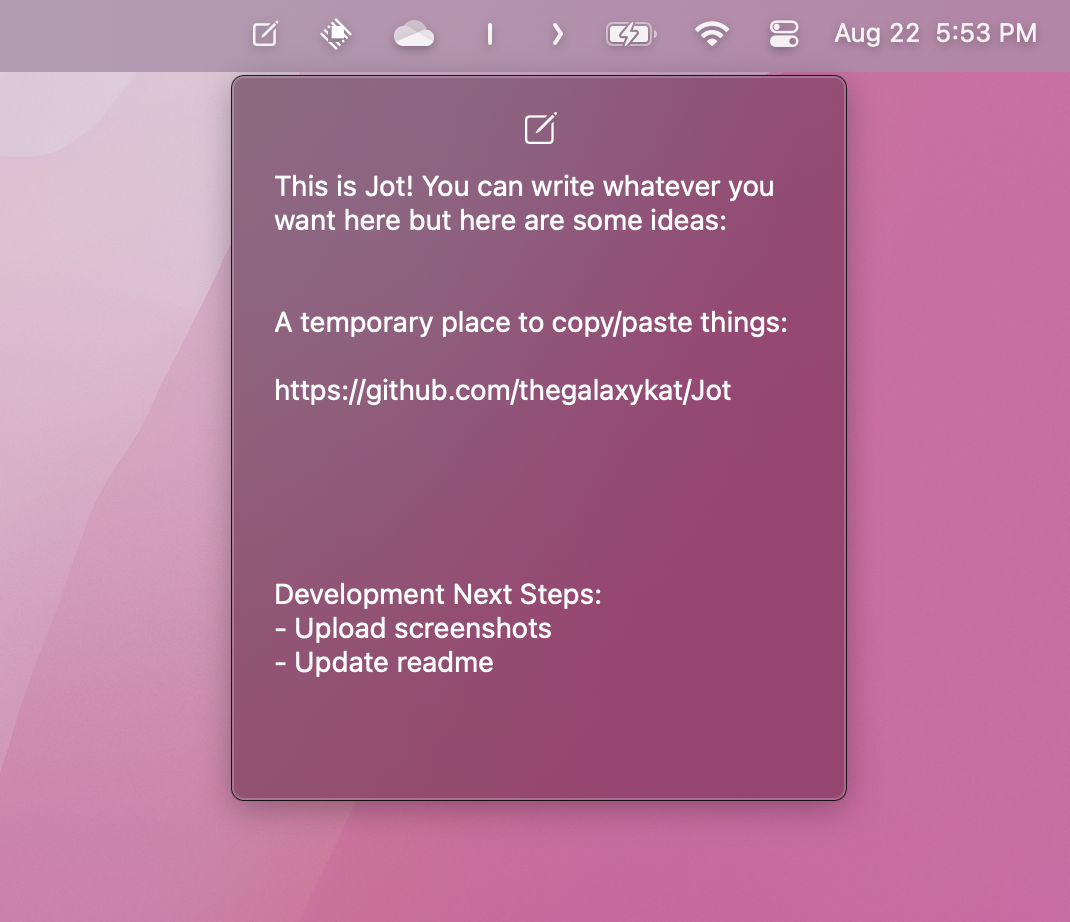 Aug 22 5:53 PM
This is Jot! You can write whatever you
want here but here are some ideas:
A temporary place to copy/paste things:
https://github.com/thegalaxykat/Jot
Development Next Steps:
- Upload screenshots
- Update readme